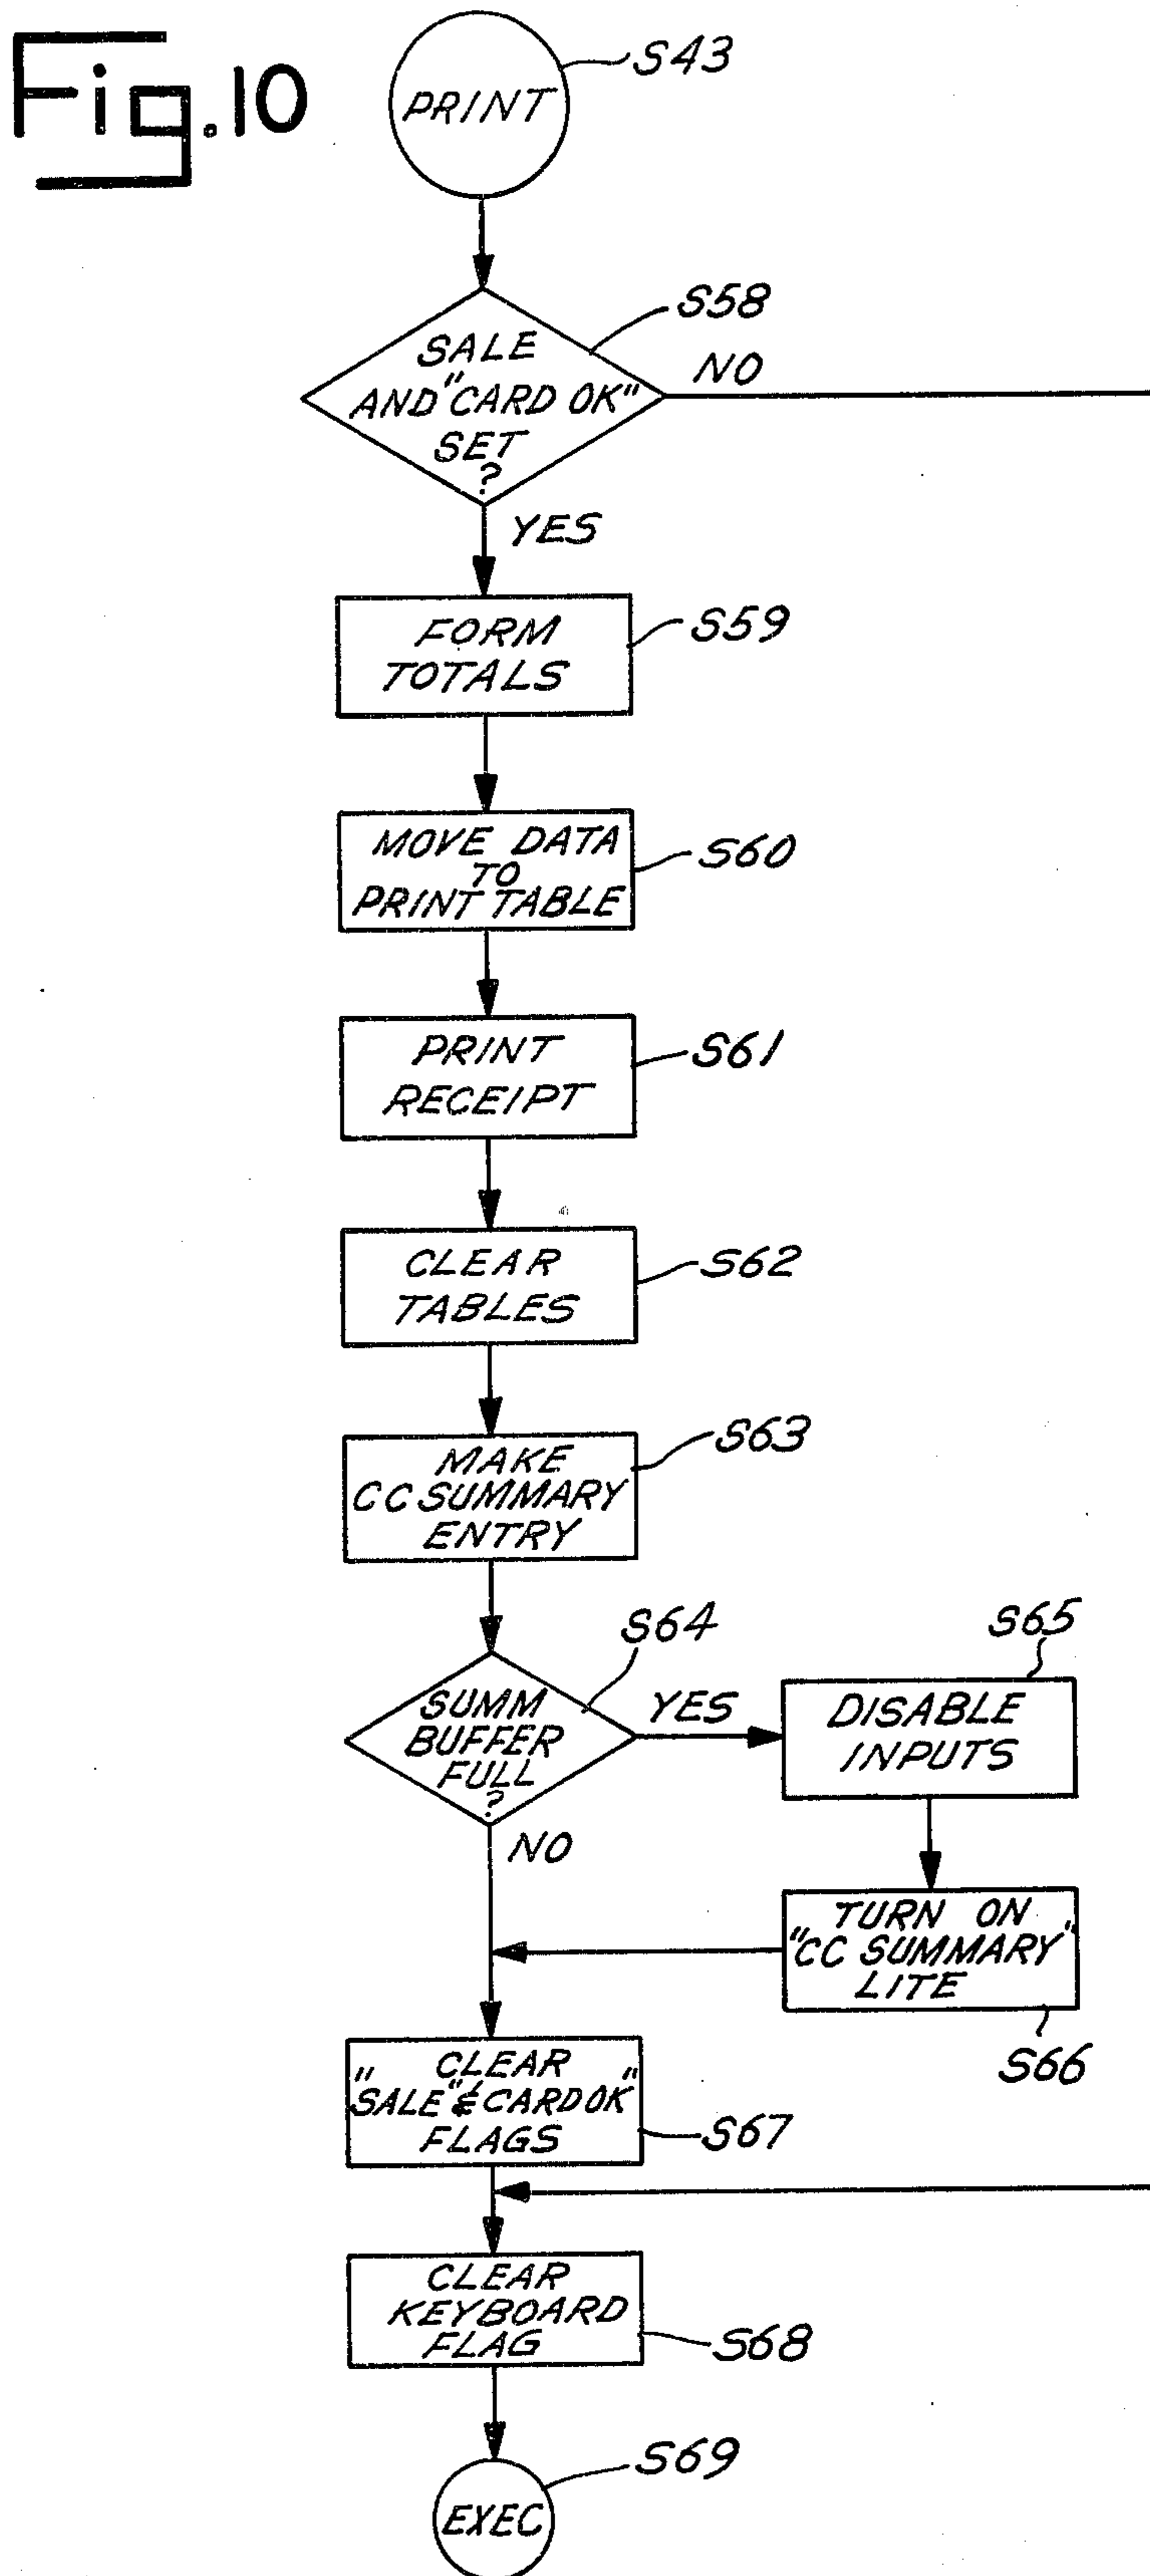 Fig.10
PRINT
S43
SALE
AND "CARD OK"
SET
?
S58
NO
YES
FORM
TOTALS
S59
MOVE DATA
TO
PRINT TABLE
S60
PRINT
RECEIPT
S61
CLEAR
TABLES
S62
MAKE
CC SUMMARY
ENTRY
S63
SUMM
BUFFER
FULL
?
S64
YES
NO
DISABLE
INPUTS
S65
TURN ON
"CC SUMMARY"
LITE
S66
CLEAR
"SALE" & "CARD OK"
FLAGS
S67
CLEAR
KEYBOARD
FLAG
S68
EXEC
S69